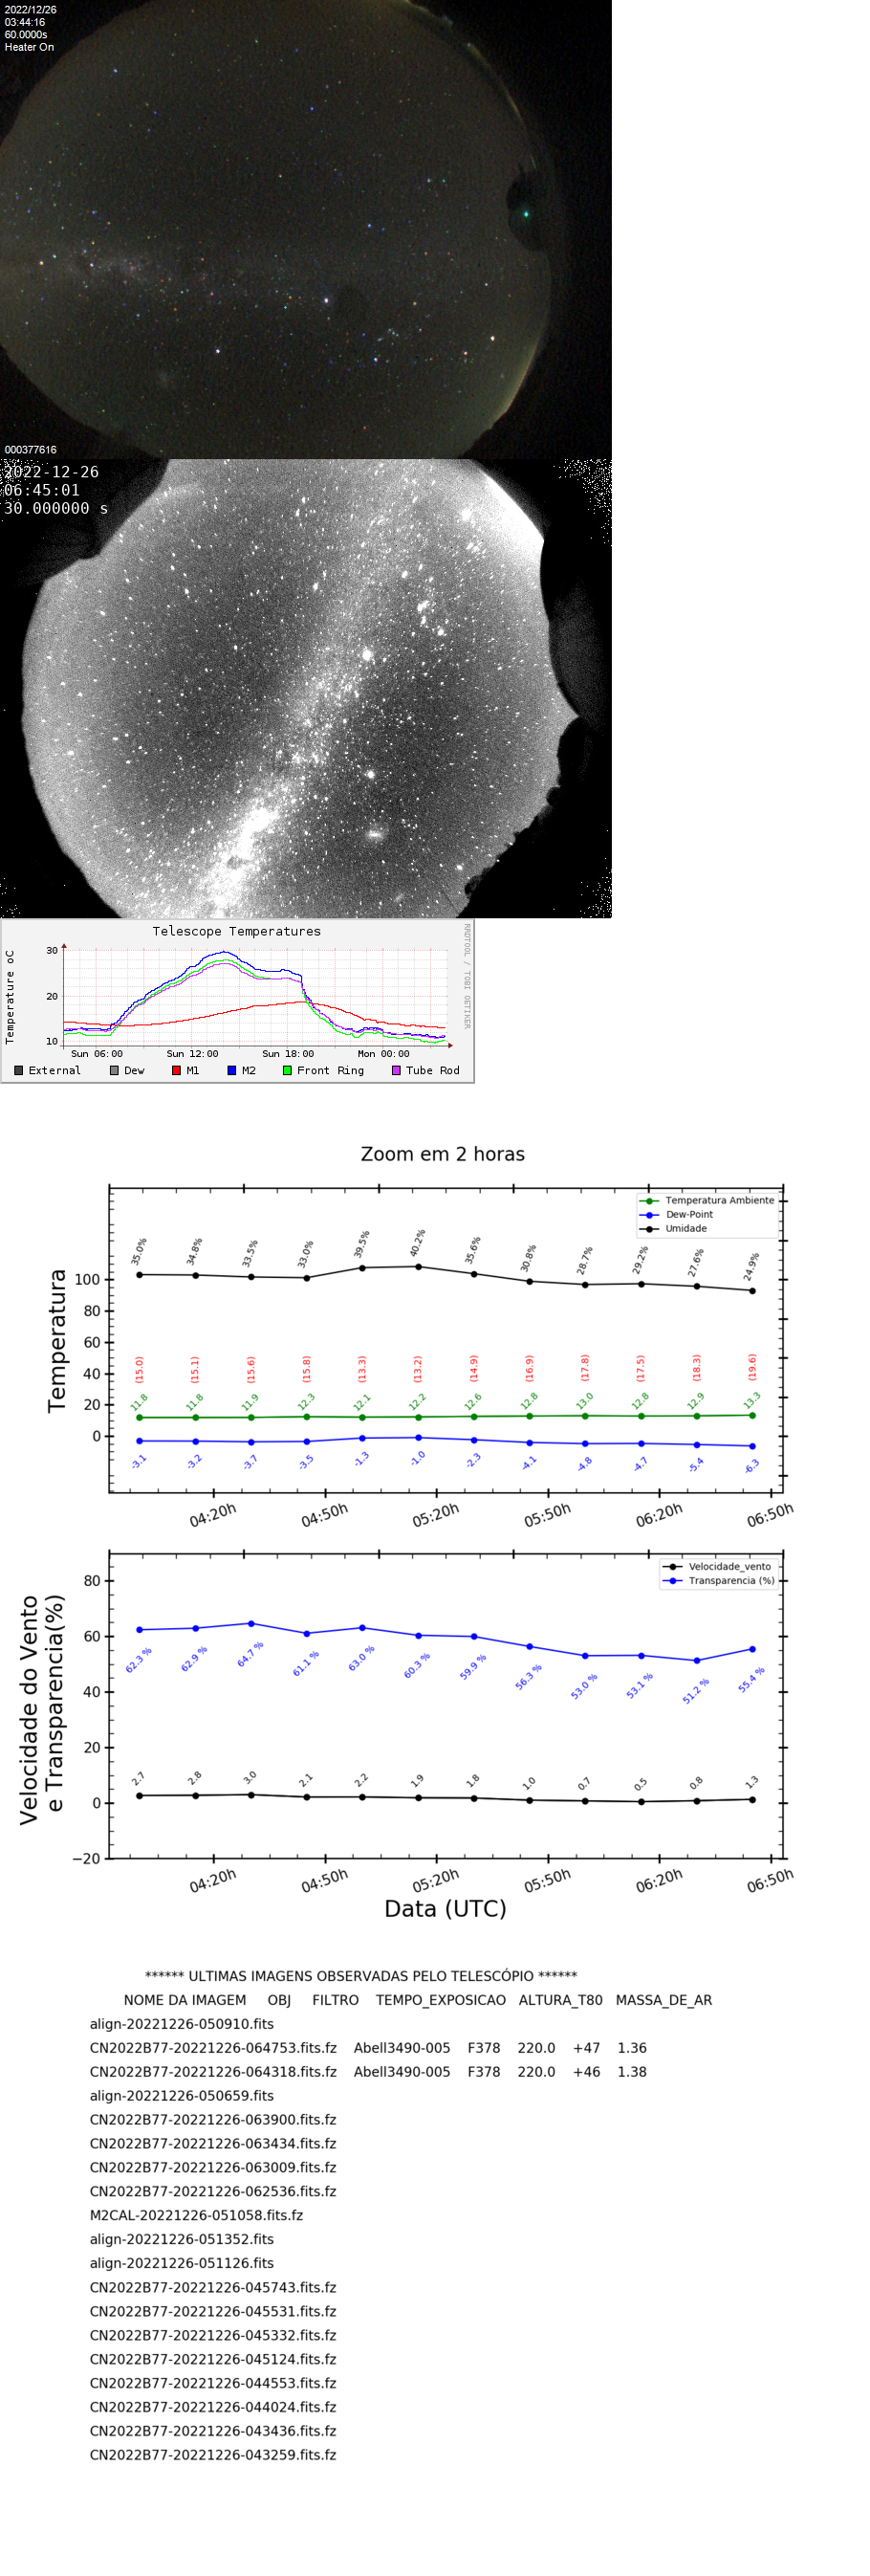 2022/12/26
03:44:16
60.0000s
Heater On
000377616
2022-12-26
06:45:01
30.000000 s
Telescope Temperatures
RRDTOOL / TOBI OETIKER
Temperature oC
30
20
10
Sun 06:00 Sun 12:00 Sun 18:00 Mon 00:00
External Dew M1 M2 Front Ring Tube Rod
Zoom em 2 horas
Temperatura Ambiente
Dew-Point
Umidade
Temperatura
100
80
60
40
20
0
35.0% 34.8% 33.5% 33.0% 39.5% 40.2% 35.6% 30.8% 28.7% 29.2% 27.6% 24.9%
(15.0) (15.1) (15.6) (15.8) (13.3) (13.2) (14.9) (16.9) (17.8) (17.5) (18.3) (19.6)
11.8 11.8 11.9 12.3 12.1 12.2 12.6 12.8 13.0 12.8 12.9 13.3
-3.1 -3.2 -3.7 -3.5 -1.3 -1.0 -2.3 -4.1 -4.8 -4.7 -5.4 -6.3
04:20h 04:50h 05:20h 05:50h 06:20h 06:50h
Velocidade_vento
Transparencia (%)
Velocidade do Vento
e Transparencia(%)
80
60
40
20
0
−20
62.3 % 62.9 % 64.7 % 61.1 % 63.0 % 60.3 % 59.9 % 56.3 % 53.0 % 53.1 % 51.2 % 55.4 %
2.7 2.8 3.0 2.1 2.2 1.9 1.8 1.0 0.7 0.5 0.8 1.3
04:20h 04:50h 05:20h 05:50h 06:20h 06:50h
Data (UTC)
****** ULTIMAS IMAGENS OBSERVADAS PELO TELESCÓPIO ******
NOME DA IMAGEM OBJ FILTRO TEMPO_EXPOSICAO ALTURA_T80 MASSA_DE_AR
align-20221226-050910.fits
CN2022B77-20221226-064753.fits.fz Abell3490-005 F378 220.0 +47 1.36
CN2022B77-20221226-064318.fits.fz Abell3490-005 F378 220.0 +46 1.38
align-20221226-050659.fits
CN2022B77-20221226-063900.fits.fz
CN2022B77-20221226-063434.fits.fz
CN2022B77-20221226-063009.fits.fz
CN2022B77-20221226-062536.fits.fz
M2CAL-20221226-051058.fits.fz
align-20221226-051352.fits
align-20221226-051126.fits
CN2022B77-20221226-045743.fits.fz
CN2022B77-20221226-045531.fits.fz
CN2022B77-20221226-045332.fits.fz
CN2022B77-20221226-045124.fits.fz
CN2022B77-20221226-044553.fits.fz
CN2022B77-20221226-044024.fits.fz
CN2022B77-20221226-043436.fits.fz
CN2022B77-20221226-043259.fits.fz